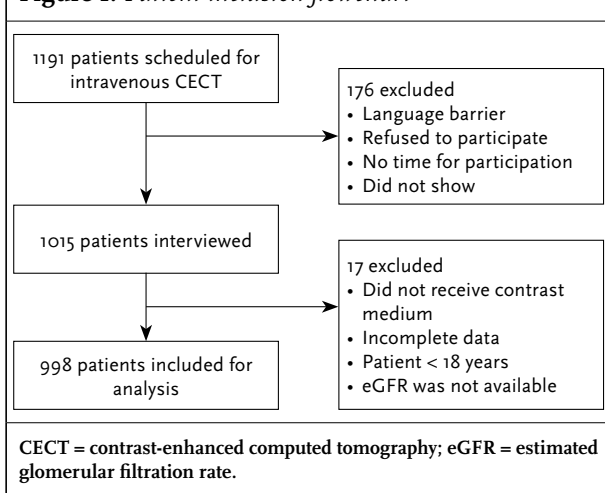 1191 patients scheduled for
intravenous CECT
176 excluded
• Language barrier
• Refused to participate
• No time for participation
• Did not show
1015 patients interviewed
17 excluded
• Did not receive contrast
medium
• Incomplete data
• Patient < 18 years
• eGFR was not available
998 patients included for
analysis
CECT = contrast-enhanced computed tomography; eGFR = estimated
glomerular filtration rate.